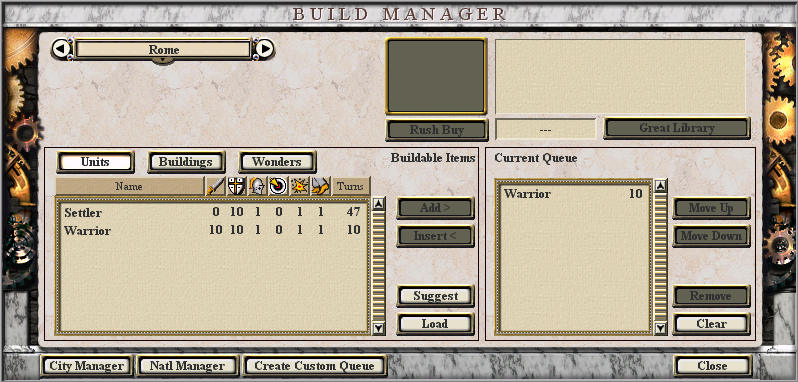 BUILD MANAGER
Rome
Rush Buy
---
Great Library
Units
Buildings
Wonders
Buildable Items
Current Queue
Name Turns
Settler 0 10 1 0 1 1 47
Warrior 10 10 1 0 1 1 10
Add >
Insert <
Suggest
Load
Warrior 10
Move Up
Move Down
Remove
Clear
City Manager
Natl Manager
Create Custom Queue
Close